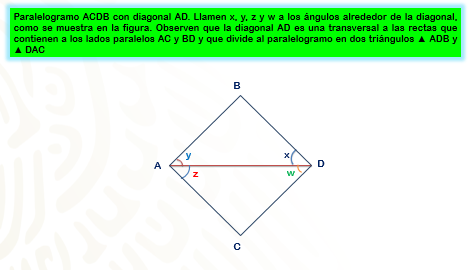 Paralelogramo ACDB con diagonal AD. Llamen x, y, z y w a los ángulos alrededor de la diagonal,
como se muestra en la figura. Observen que la diagonal AD es una transversal a las rectas que
contienen a los lados paralelos AC y BD y que divide al paralelogramo en dos triángulos ▲ ADB y
▲ DAC
B
y
x
A
D
z
w
C